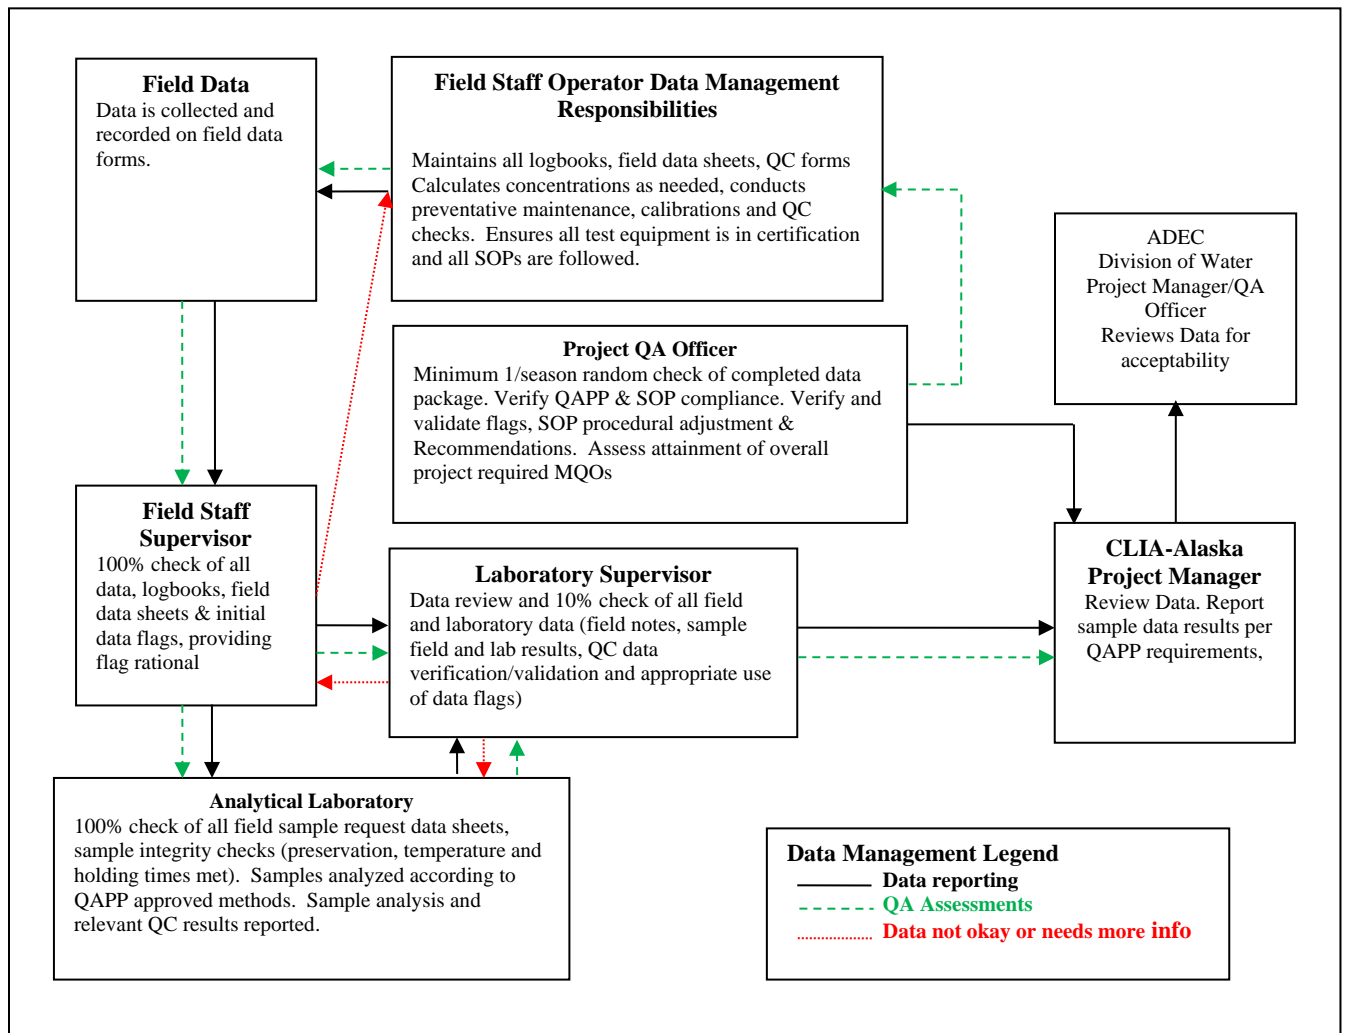 Field Data
Data is collected and
recorded on field data
forms.
Field Staff Operator Data Management
Responsibilities
Maintains all logbooks, field data sheets, QC forms
Calculates concentrations as needed, conducts
preventative maintenance, calibrations and QC
checks.  Ensures all test equipment is in certification
and all SOPs are followed.
ADEC
Division of Water
Project Manager/QA
Officer
Reviews Data for
acceptability
Project QA Officer
Minimum 1/season random check of completed data
package. Verify QAPP & SOP compliance. Verify and
validate flags, SOP procedural adjustment &
Recommendations.  Assess attainment of overall
project required MQOs
Field Staff
Supervisor
100% check of all
data, logbooks, field
data sheets & initial
data flags, providing
flag rational
Laboratory Supervisor
Data review and 10% check of all field
and laboratory data (field notes, sample
field and lab results, QC data
verification/validation and appropriate use
of data flags)
CLIA-Alaska
Project Manager
Review Data. Report
sample data results per
QAPP requirements,
Analytical Laboratory
100% check of all field sample request data sheets,
sample integrity checks (preservation, temperature and
holding times met).  Samples analyzed according to
QAPP approved methods.  Sample analysis and
relevant QC results reported.
Data Management Legend
Data reporting
QA Assessments
Data not okay or needs more info